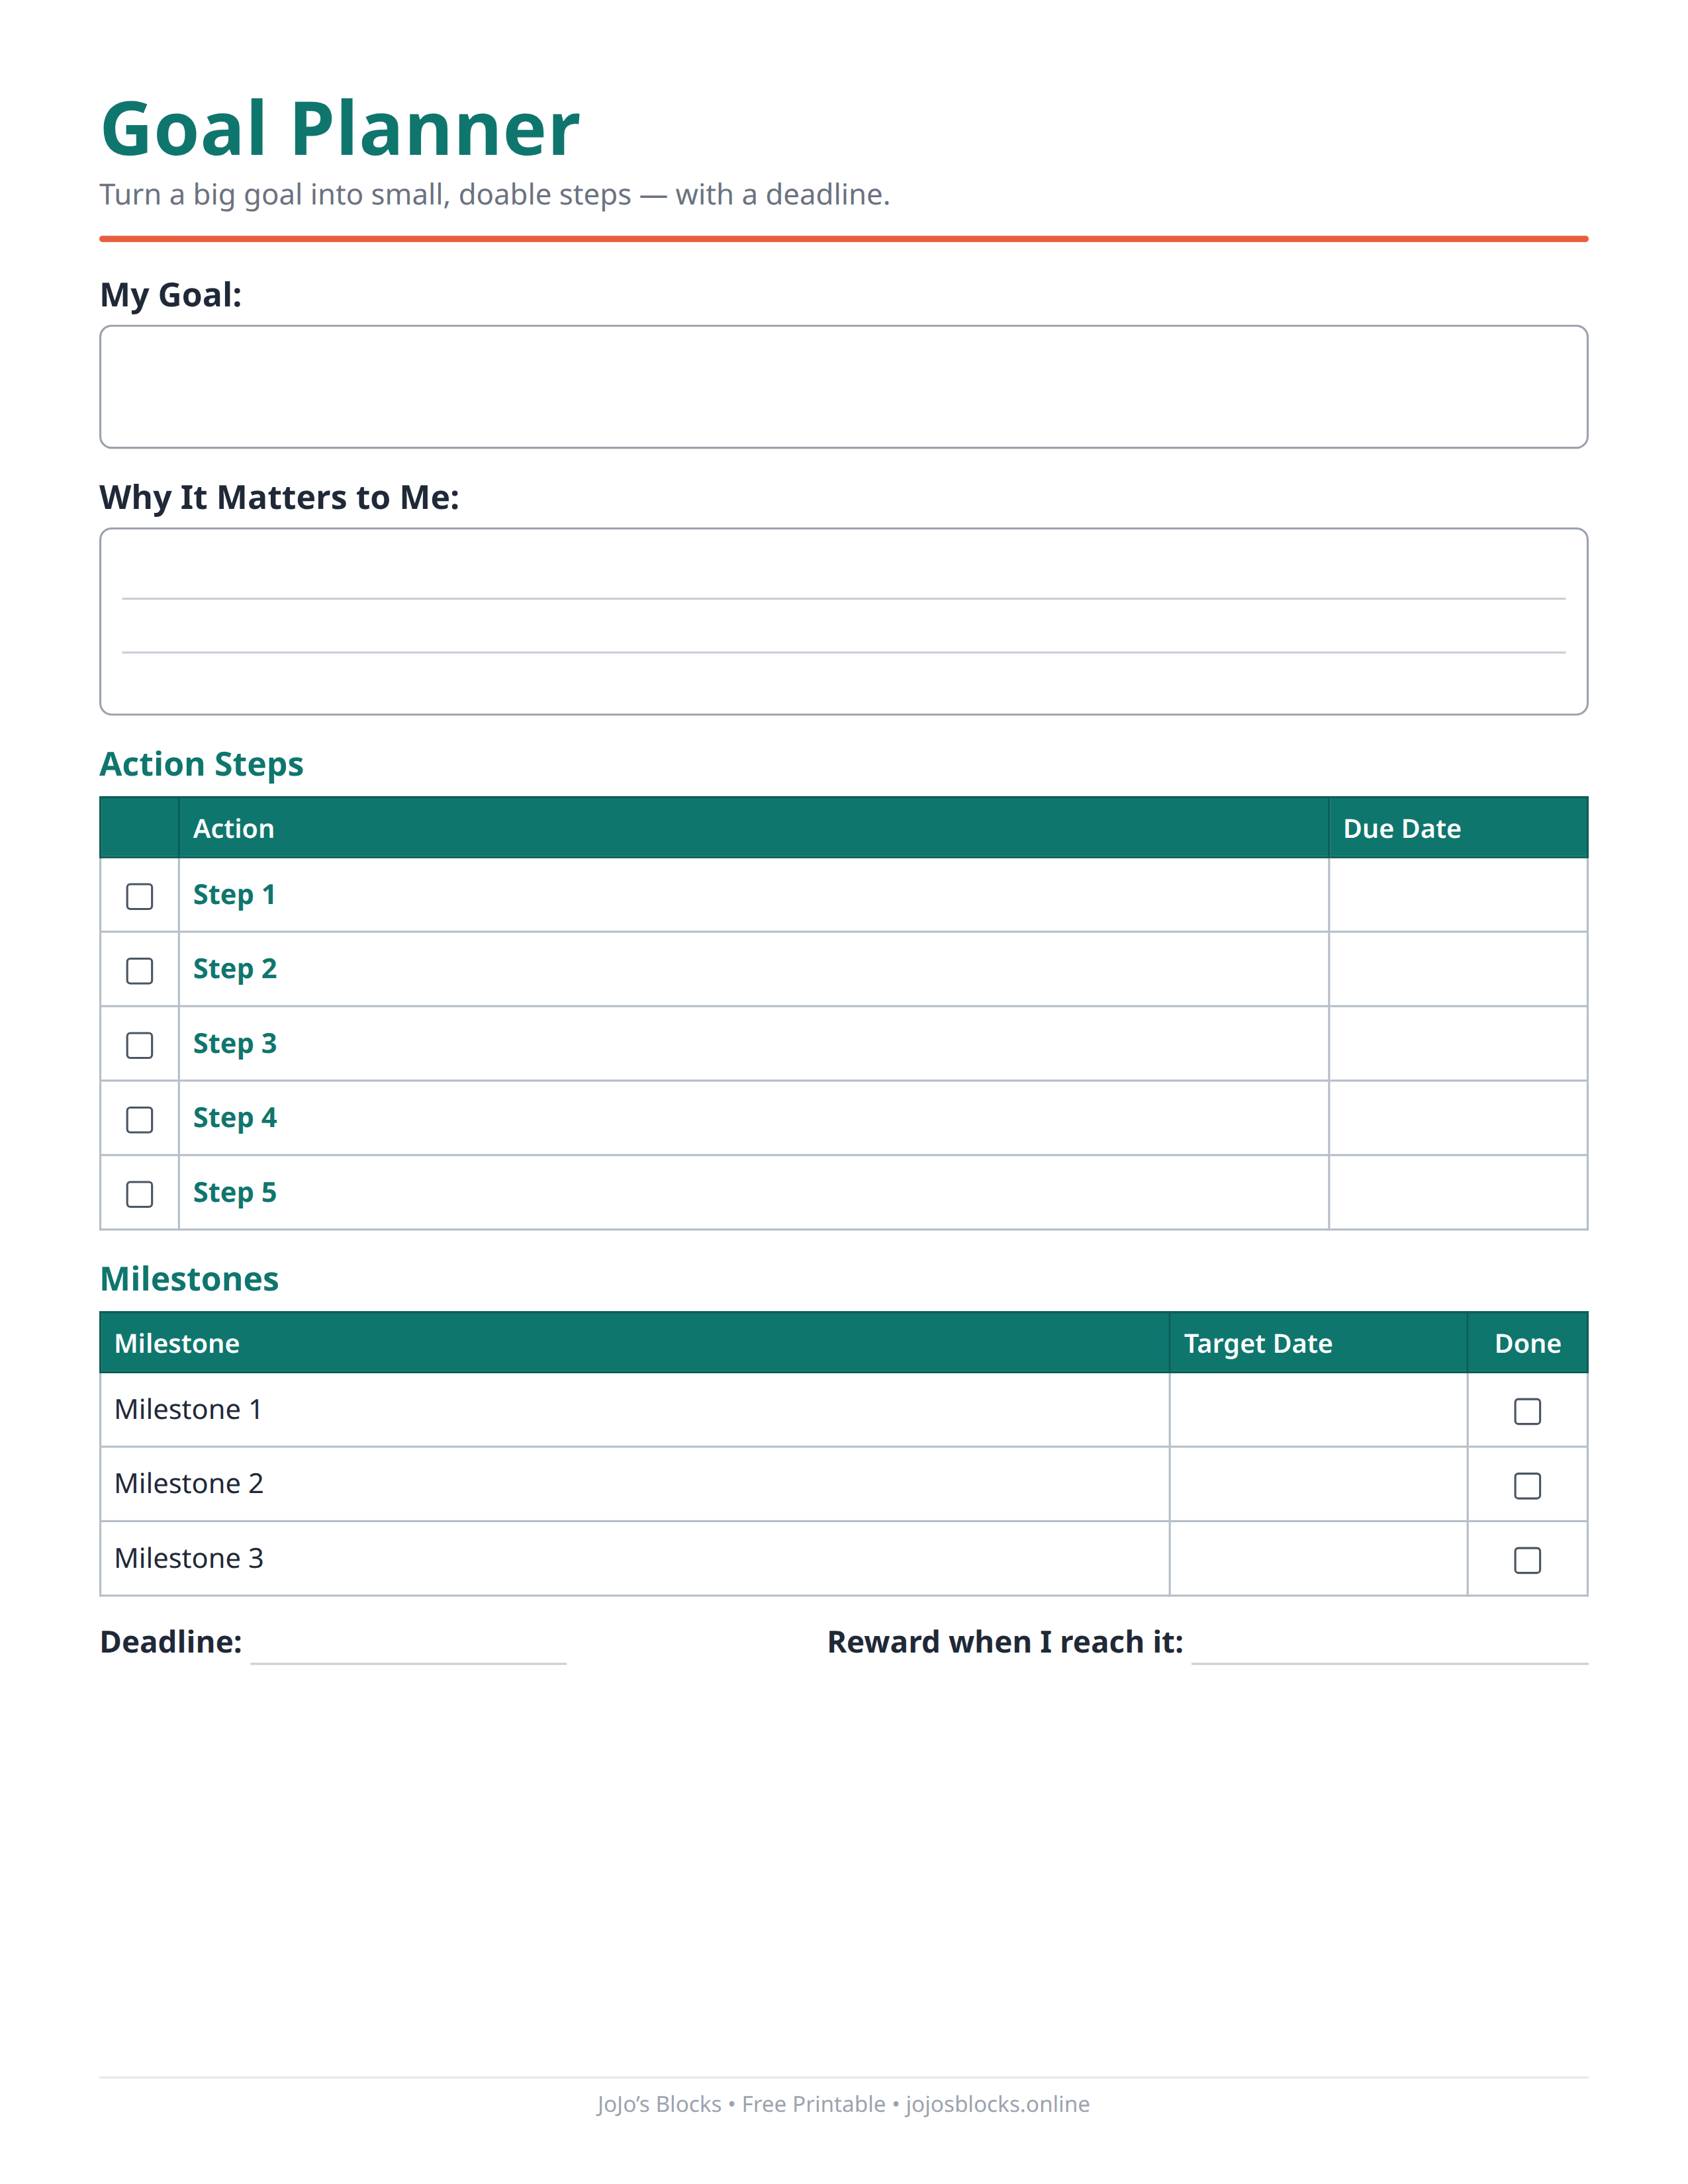 Goal Planner
Turn a big goal into small, doable steps — with a deadline.
My Goal:
Why It Matters to Me:
Action Steps
Action Due Date
Step 1
Step 2
Step 3
Step 4
Step 5
Milestones
Milestone Target Date Done
Milestone 1
Milestone 2
Milestone 3
Deadline: Reward when I reach it:
JoJo’s Blocks • Free Printable • jojosblocks.online